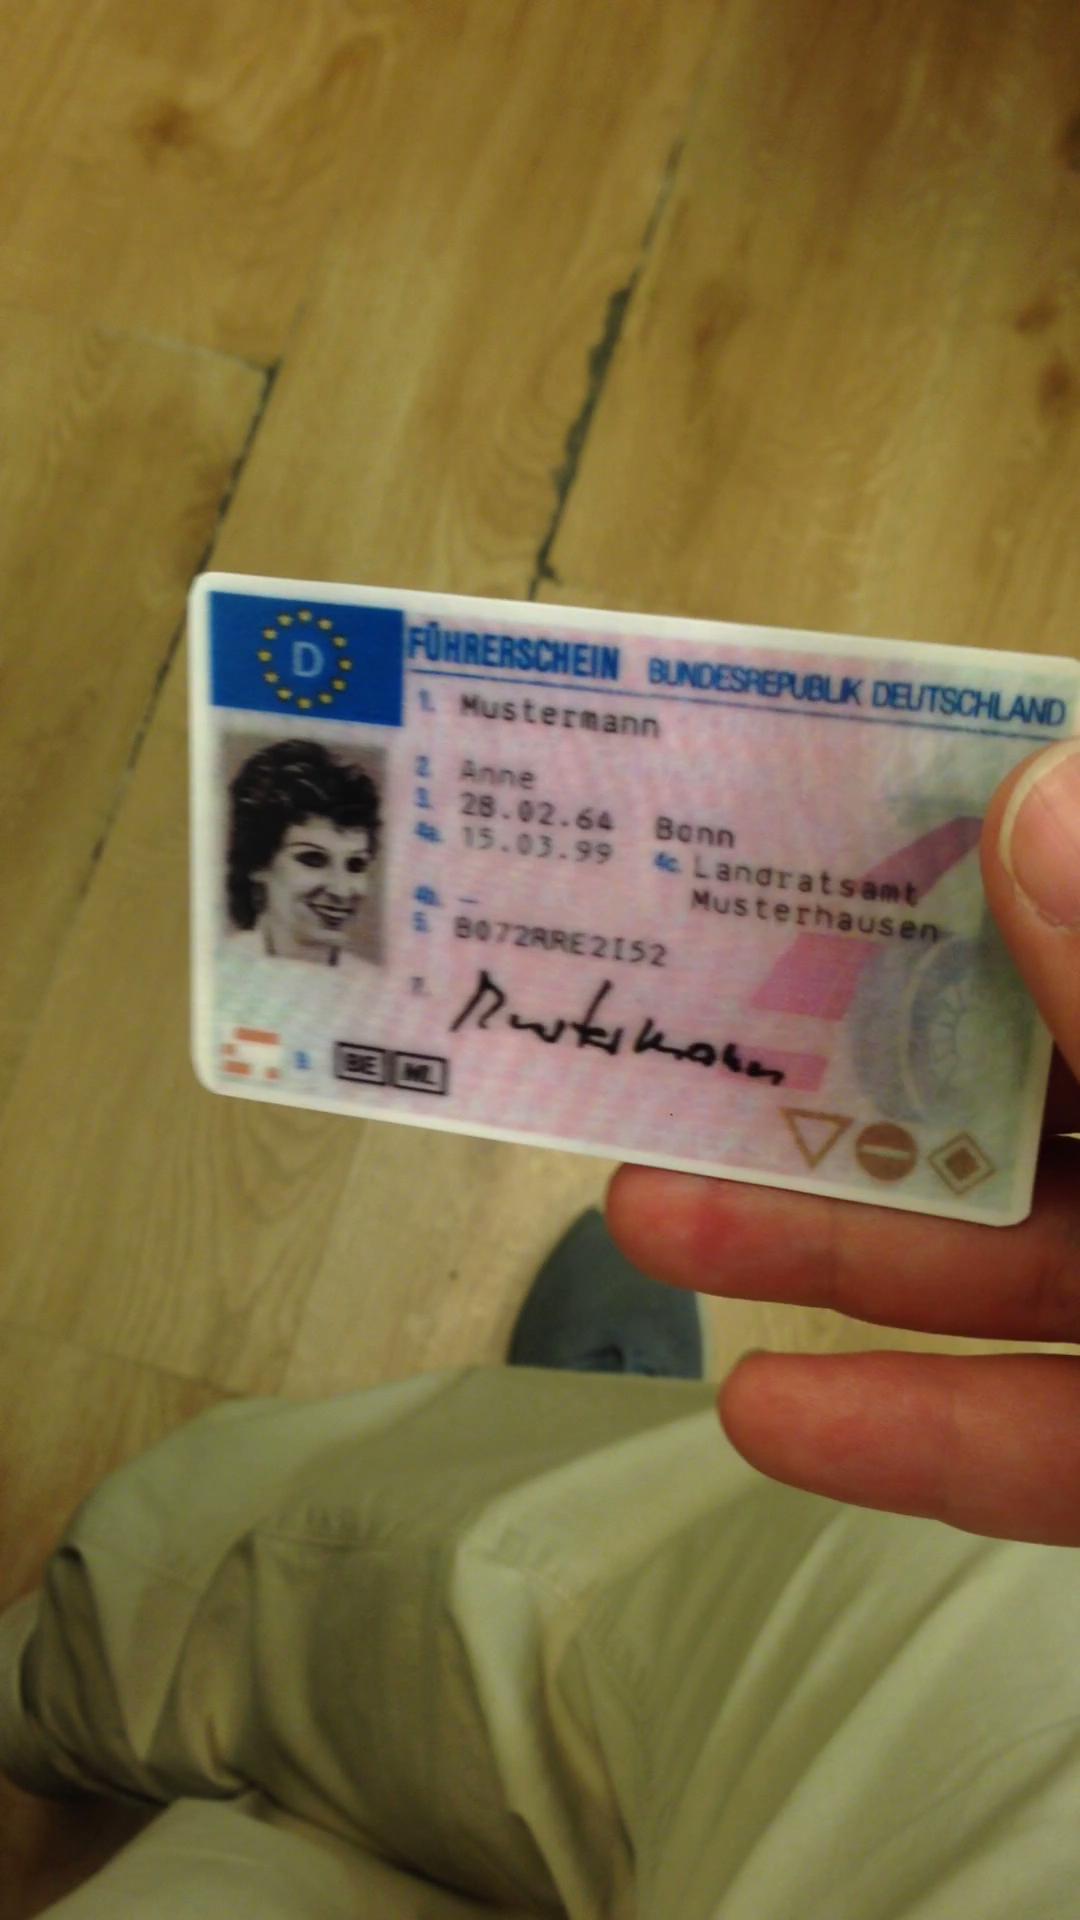 D
FÜHRERSCHEIN BUNDESREPUBLIK DEUTSCHLAND
1. Mustermann
2. Anne
3. 28.02.64 Bonn
4a. 15.03.99 4c. Landratsamt
Musterhausen
4b. –
5. B072RRE2I52
7. Mustermann
9. BE ML